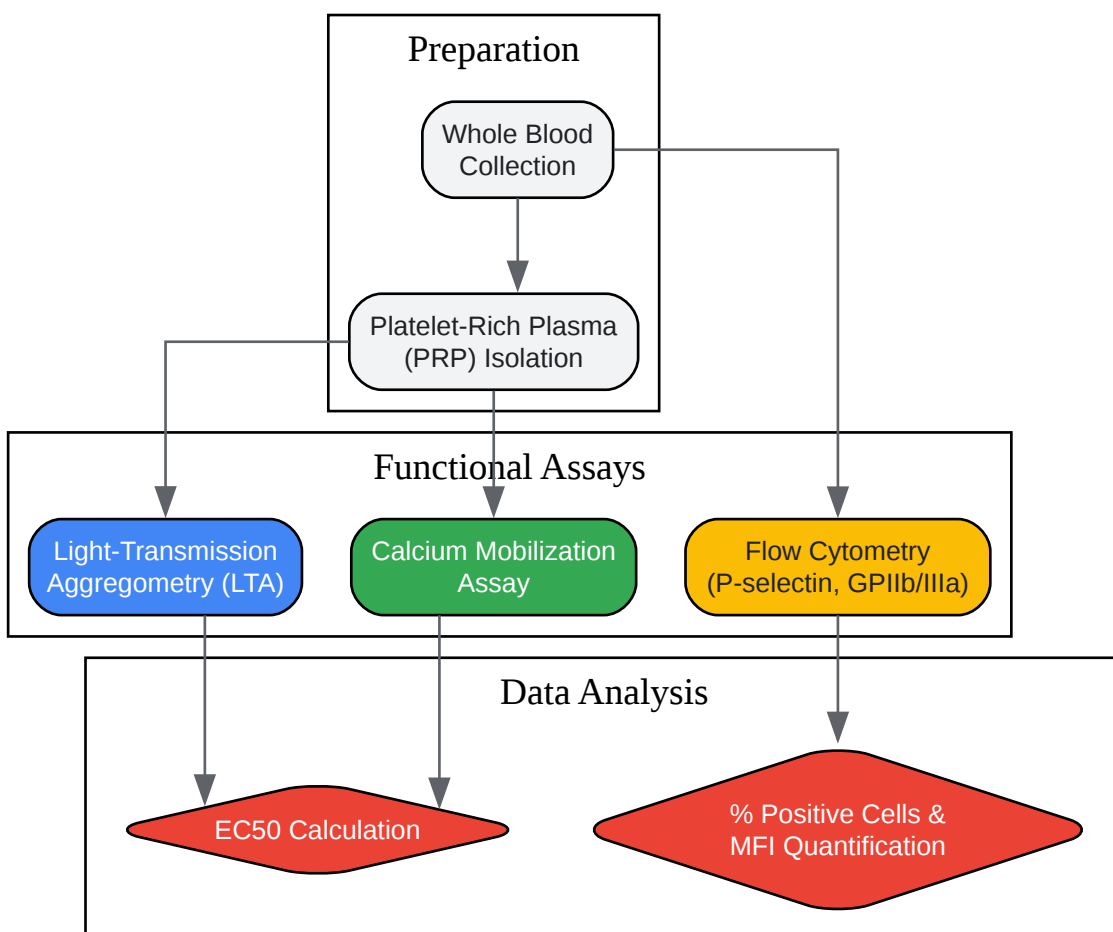 Preparation
Whole Blood
Collection
Platelet-Rich Plasma
(PRP) Isolation
Functional Assays
Light-Transmission
Aggregometry (LTA)
Calcium Mobilization
Assay
Flow Cytometry
(P-selectin, GPIIb/IIIa)
Data Analysis
EC50 Calculation
% Positive Cells &
MFI Quantification